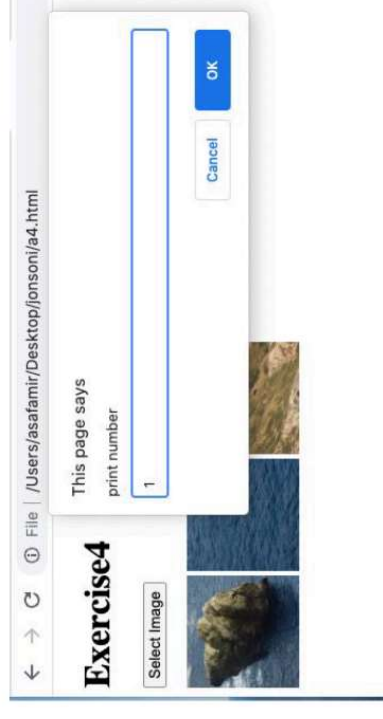 File | /Users/asafamir/Desktop/jonsoni/a4.html
This page says
print number
1
Cancel
OK
Exercise4
Select Image